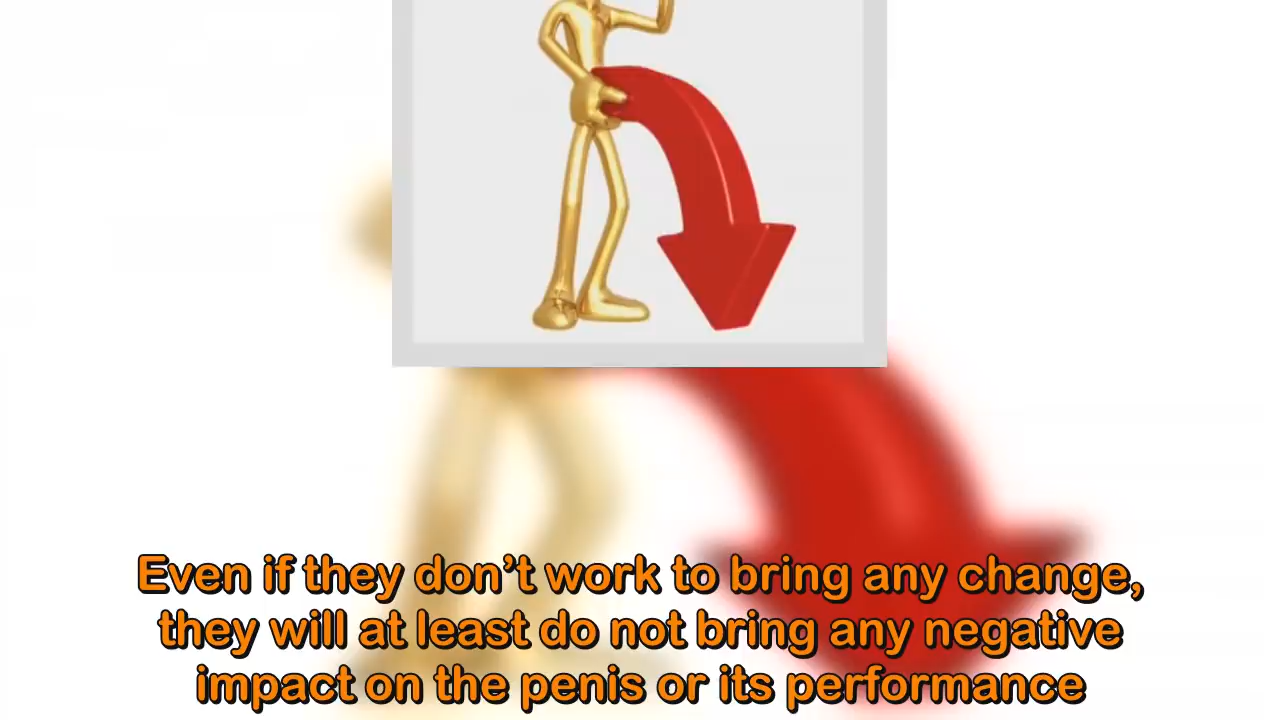 Even if they don’t work to bring any change,
they will at least do not bring any negative
impact on the penis or its performance